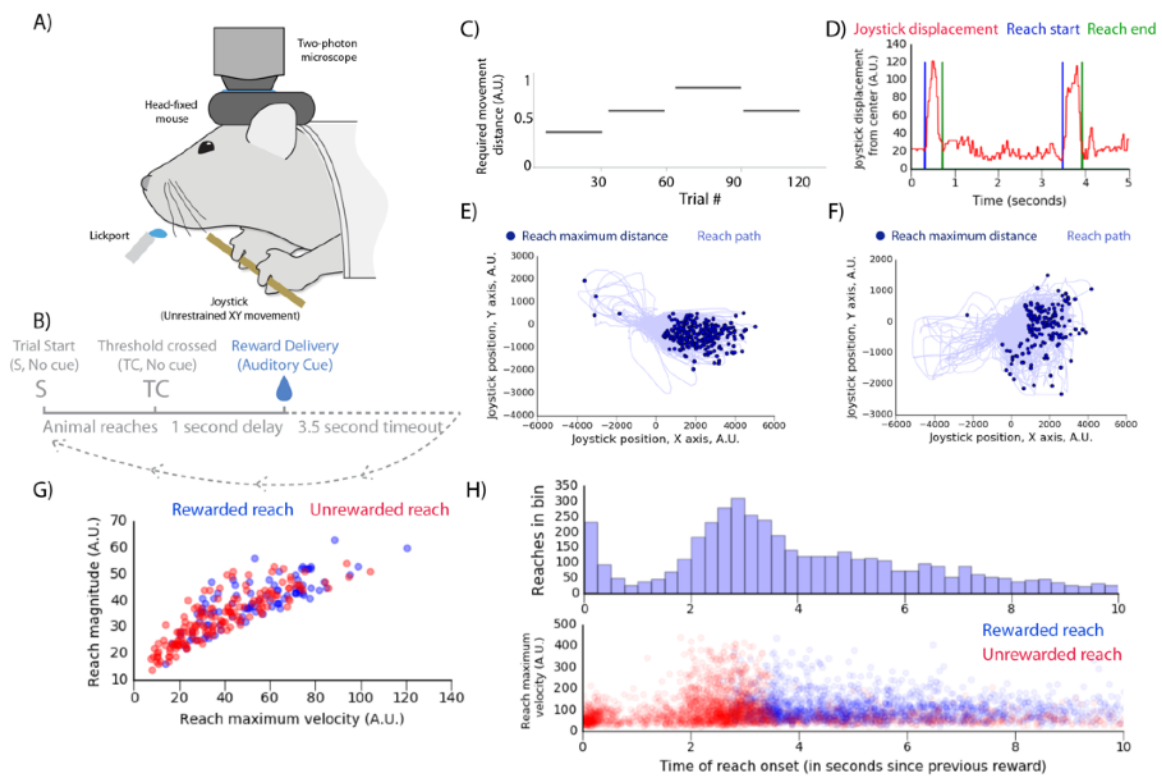 A)
Two-photon
microscope
Head-fixed
mouse
Lickport
Joystick
(Unrestrained XY movement)
B)
Trial Start
(S, No cue)
Threshold crossed
(TC, No cue)
Reward Delivery
(Auditory Cue)
S
TC
Animal reaches
1 second delay
3.5 second timeout
C)
Required movement
distance (A.U.)
1
0.5
0
30
60
90
120
Trial #
D)
Joystick displacement
Reach start
Reach end
Joystick displacement
from center (A.U.)
140
120
100
80
60
40
20
0
0
1
2
3
4
5
Time (seconds)
E)
Reach maximum distance
Reach path
Joystick position, Y axis, A.U.
3000
2000
1000
0
−1000
−2000
−3000
−4000
−6000
−4000
−2000
0
2000
4000
6000
Joystick position, X axis, A.U.
F)
Reach maximum distance
Reach path
Joystick position, Y axis, A.U.
3000
2000
1000
0
−1000
−2000
−3000
−6000
−4000
−2000
0
2000
4000
6000
Joystick position, X axis, A.U.
G)
Rewarded reach
Unrewarded reach
Reach magnitude (A.U.)
70
60
50
40
30
20
10
0
20
40
60
80
100
120
140
Reach maximum velocity (A.U.)
H)
Reaches in bin
350
300
250
200
150
100
50
0
0
2
4
6
8
10
Rewarded reach
Unrewarded reach
Reach maximum
velocity (A.U.)
500
400
300
200
100
0
0
2
4
6
8
10
Time of reach onset (in seconds since previous reward)